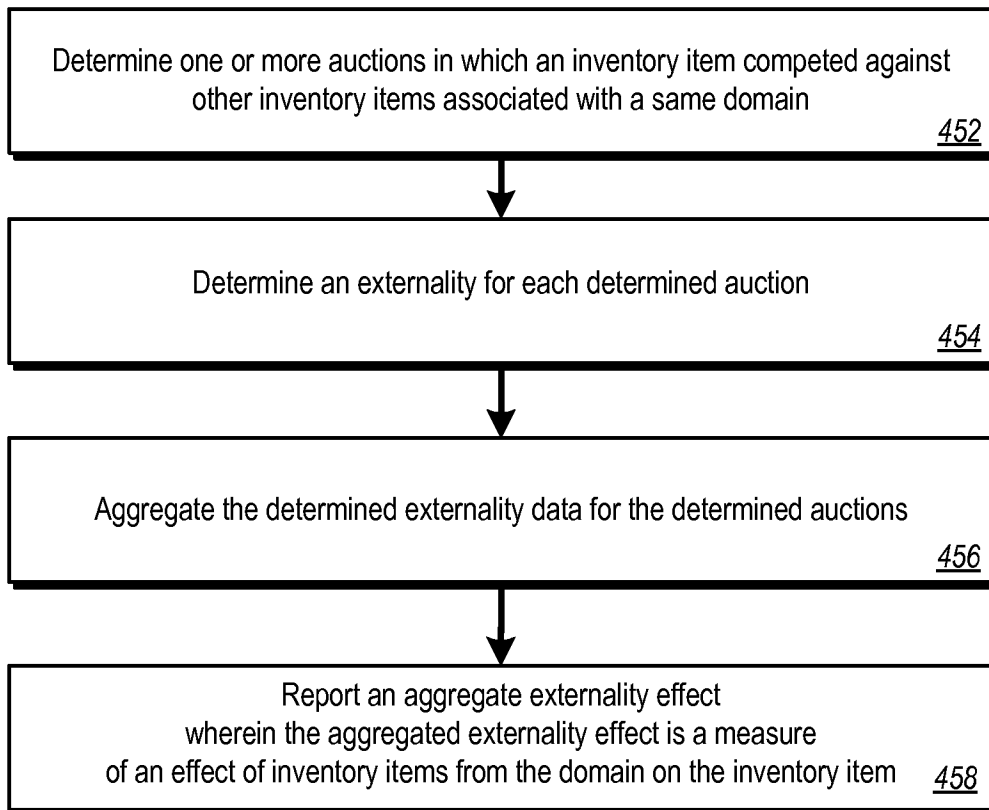 Determine one or more auctions in which an inventory item competed against
other inventory items associated with a same domain
452
Determine an externality for each determined auction
454
Aggregate the determined externality data for the determined auctions
456
Report an aggregate externality effect
wherein the aggregated externality effect is a measure
of an effect of inventory items from the domain on the inventory item
458